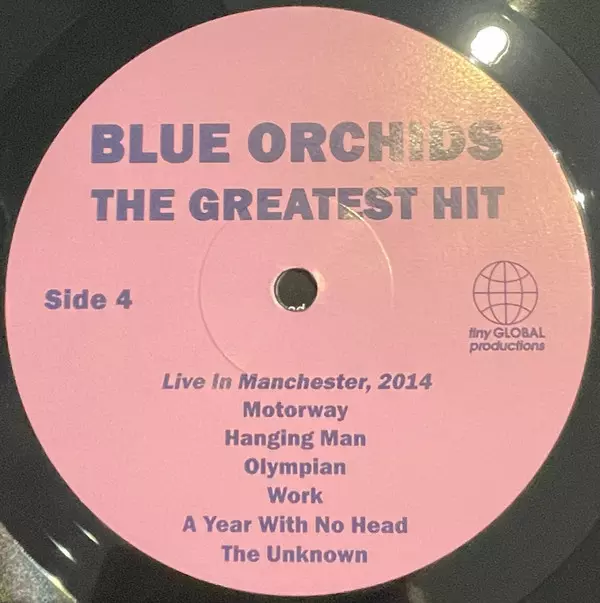 BLUE ORCHIDS
THE GREATEST HIT
Side 4
tiny GLOBAL
productions
Live In Manchester, 2014
Motorway
Hanging Man
Olympian
Work
A Year With No Head
The Unknown